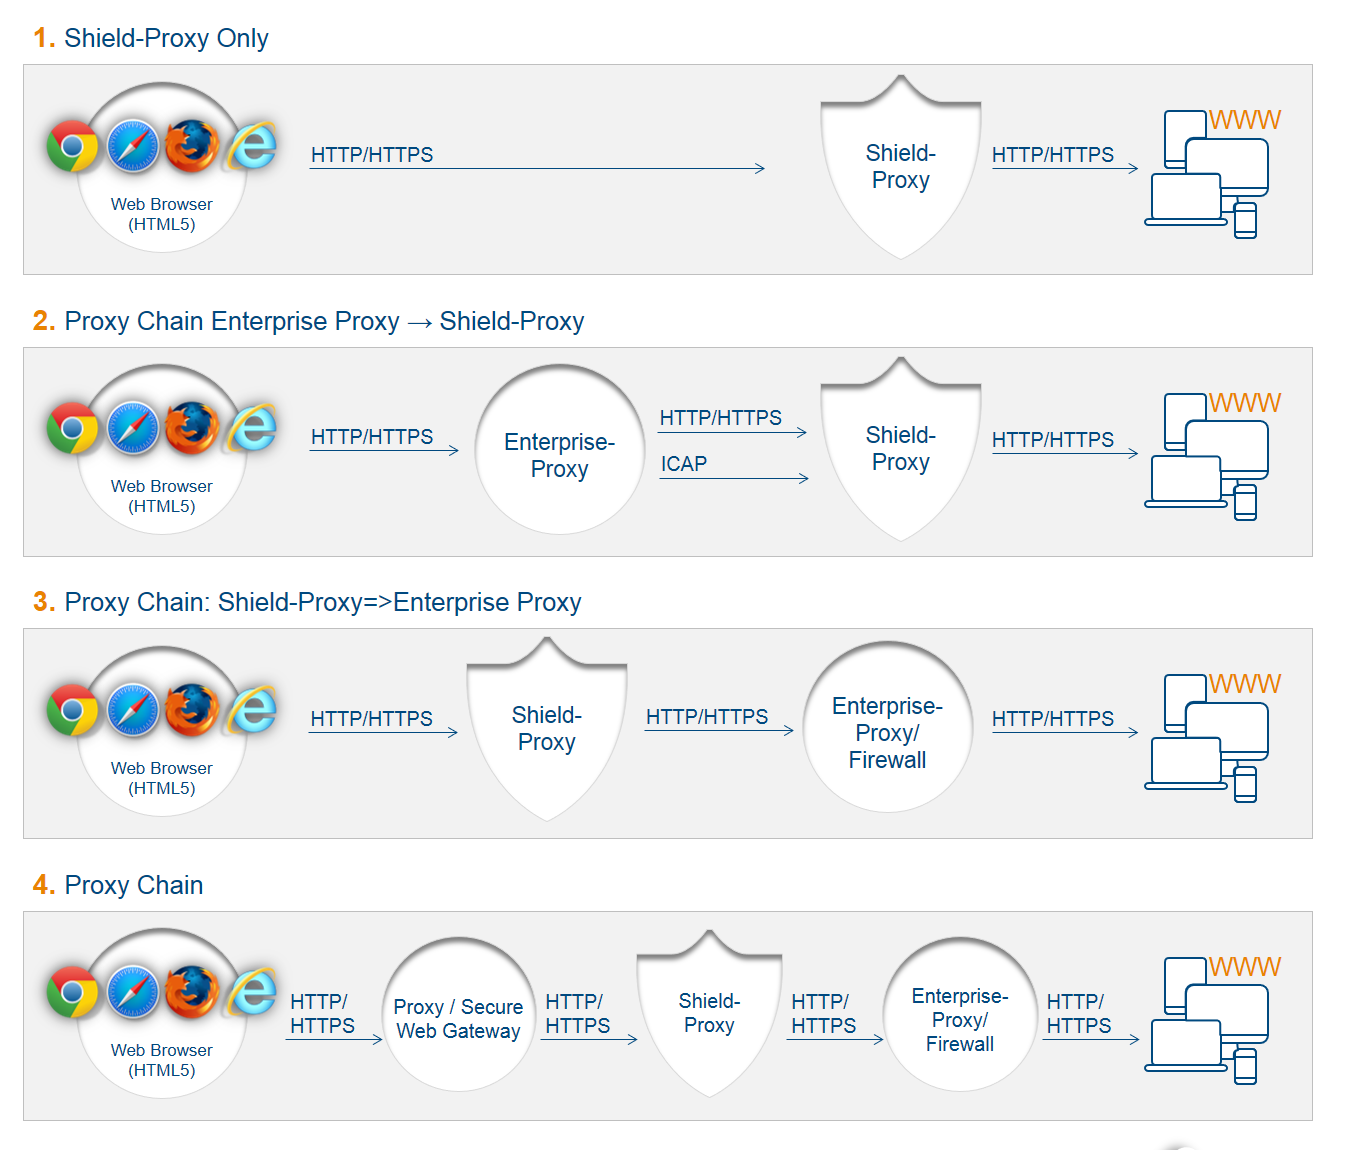 1. Shield-Proxy Only
HTTP/HTTPS
Shield-
Proxy
HTTP/HTTPS
WWW
Web Browser
(HTML5)
2. Proxy Chain Enterprise Proxy → Shield-Proxy
HTTP/HTTPS
Enterprise-
Proxy
HTTP/HTTPS
ICAP
Shield-
Proxy
HTTP/HTTPS
WWW
Web Browser
(HTML5)
3. Proxy Chain: Shield-Proxy=>Enterprise Proxy
HTTP/HTTPS
Shield-
Proxy
HTTP/HTTPS
Enterprise-
Proxy/
Firewall
HTTP/HTTPS
WWW
Web Browser
(HTML5)
4. Proxy Chain
HTTP/
HTTPS
Proxy / Secure
Web Gateway
HTTP/
HTTPS
Shield-
Proxy
HTTP/
HTTPS
Enterprise-
Proxy/
Firewall
HTTP/
HTTPS
WWW
Web Browser
(HTML5)